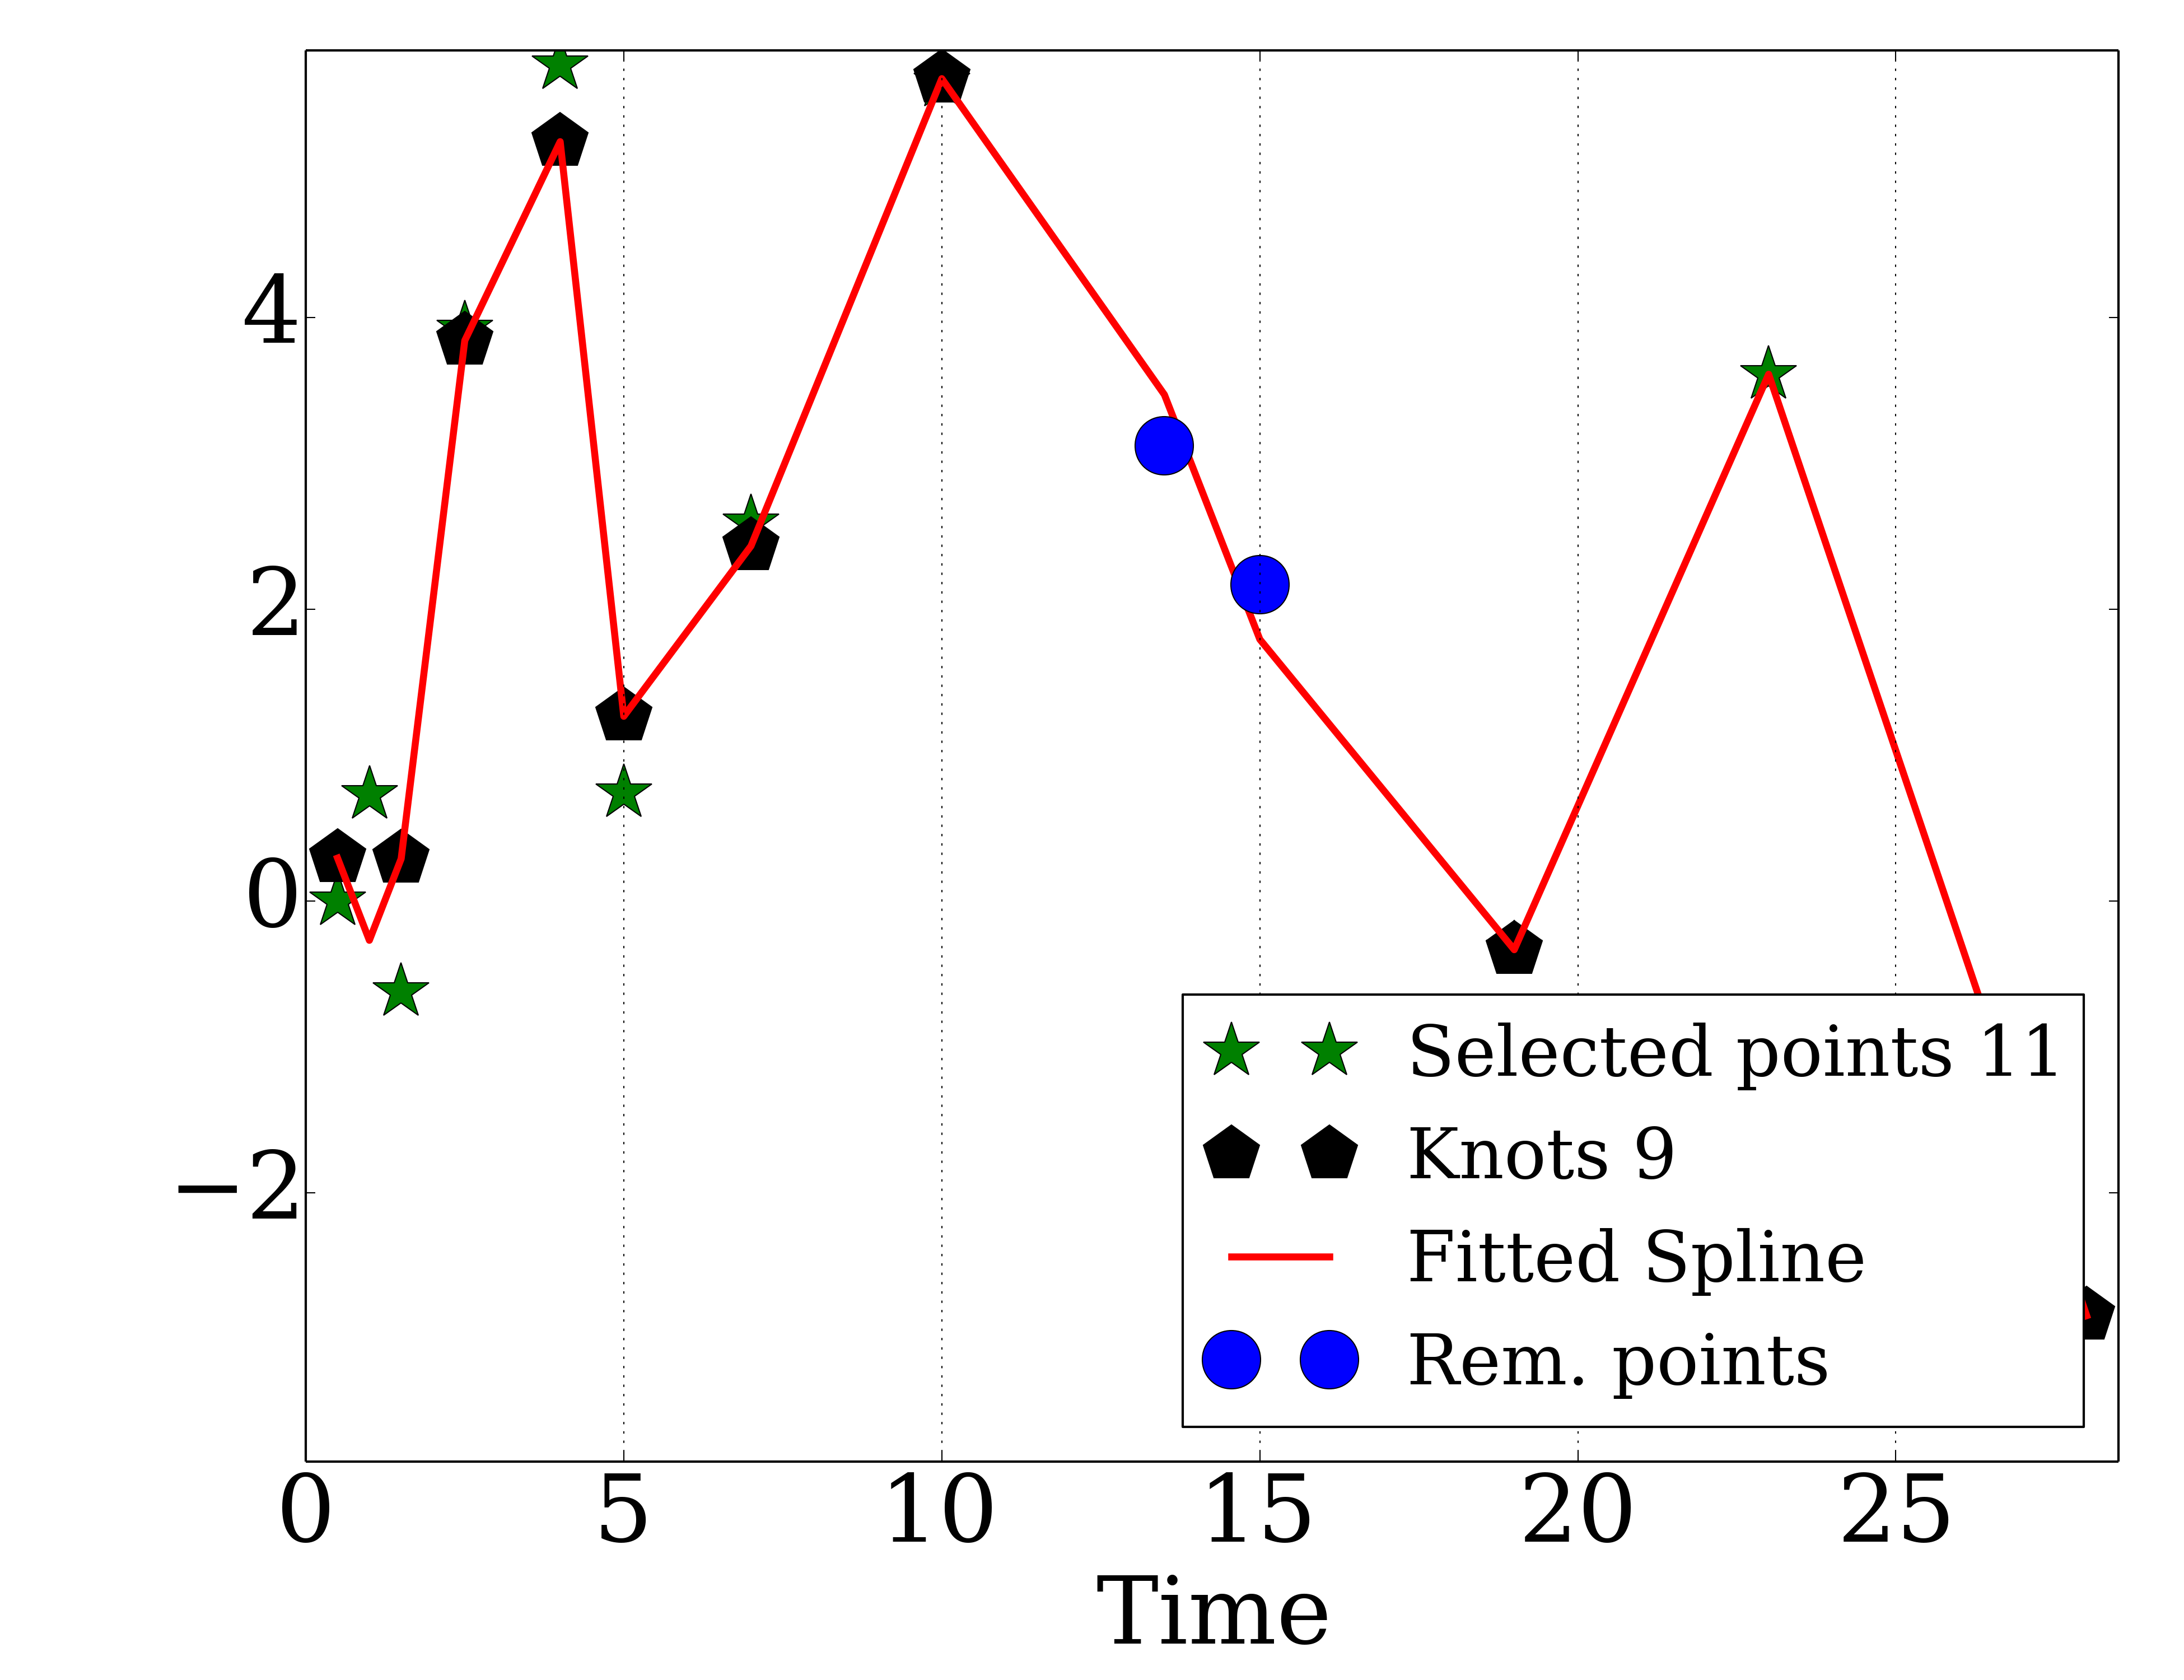 4
2
0
−2
0 5 10 15 20 25
Time
Selected points 11
Knots 9
Fitted Spline
Rem. points